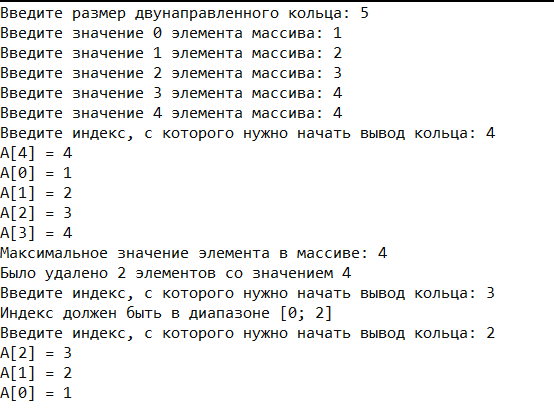 Введите размер двунаправленного кольца: 5
Введите значение 0 элемента массива: 1
Введите значение 1 элемента массива: 2
Введите значение 2 элемента массива: 3
Введите значение 3 элемента массива: 4
Введите значение 4 элемента массива: 4
Введите индекс, с которого нужно начать вывод кольца: 4
A[4] = 4
A[0] = 1
A[1] = 2
A[2] = 3
A[3] = 4
Максимальное значение элемента в массиве: 4
Было удалено 2 элементов со значением 4
Введите индекс, с которого нужно начать вывод кольца: 3
Индекс должен быть в диапазоне [0; 2]
Введите индекс, с которого нужно начать вывод кольца: 2
A[2] = 3
A[1] = 2
A[0] = 1